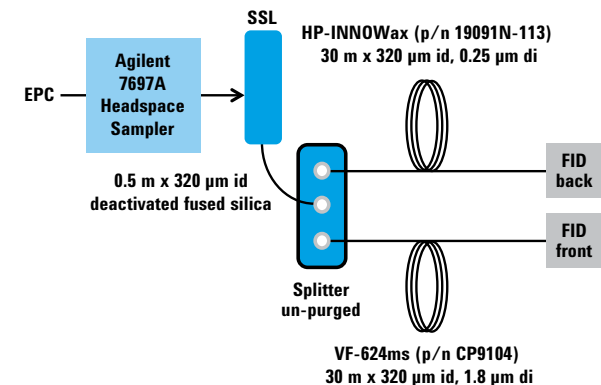 SSL
HP-INNOWax (p/n 19091N-113)
30 m x 320 µm id, 0.25 µm di
Agilent
7697A
Headspace
Sampler
EPC
0.5 m x 320 µm id
deactivated fused silica
FID
back
FID
front
Splitter
un-purged
VF-624ms (p/n CP9104)
30 m x 320 µm id, 1.8 µm di